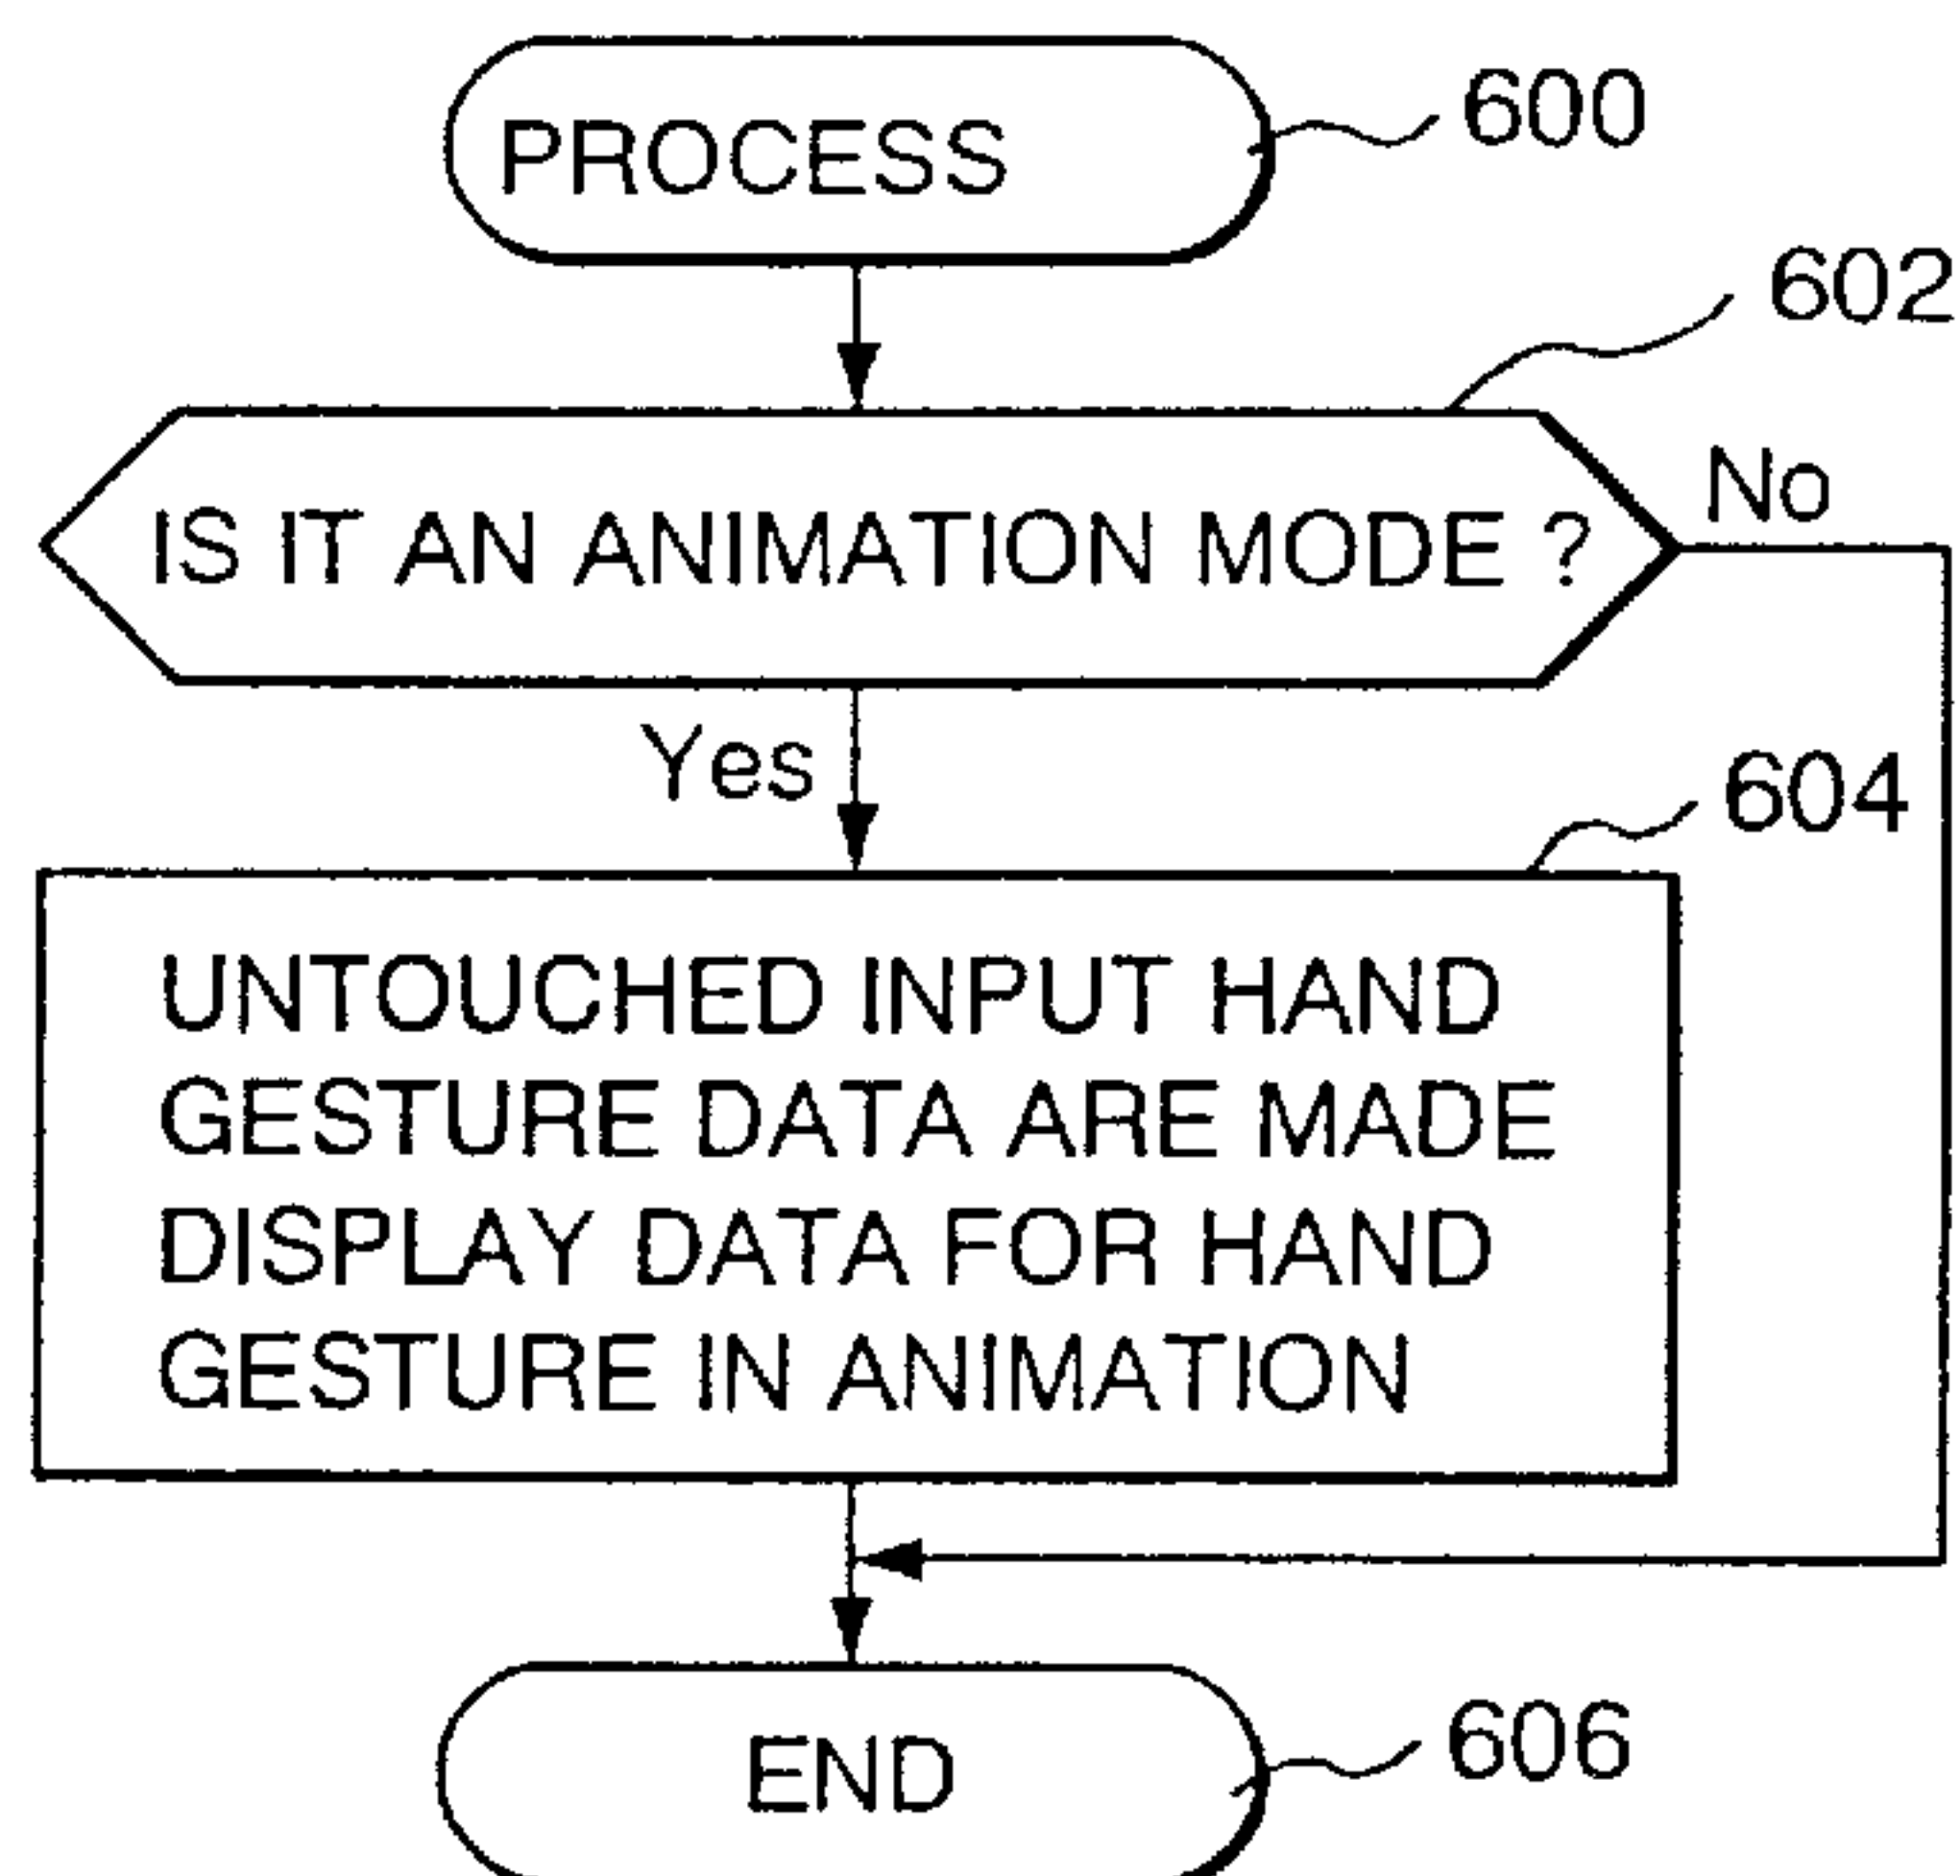 PROCESS
600
602
IS IT AN ANIMATION MODE ?
No
Yes
604
UNTOUCHED INPUT HAND
GESTURE DATA ARE MADE
DISPLAY DATA FOR HAND
GESTURE IN ANIMATION
END
606